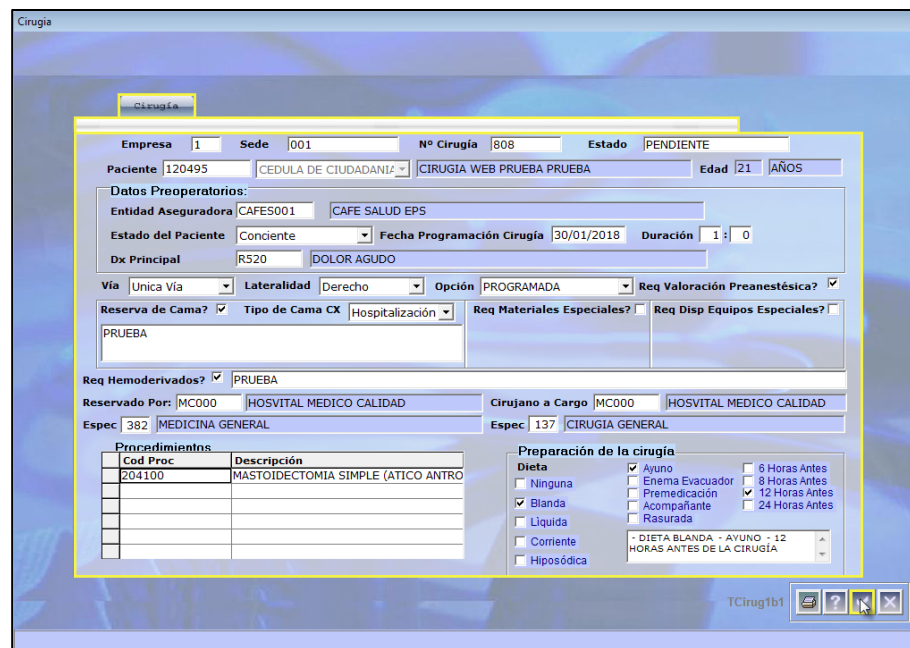 Cirugia
Cirugía
Empresa 1 Sede 001 Nº Cirugía 808 Estado PENDIENTE
Paciente 120495 CEDULA DE CIUDADANIA CIRUGIA WEB PRUEBA PRUEBA Edad 21 AÑOS
Datos Preoperatorios:
Entidad Aseguradora CAFES001 CAFE SALUD EPS
Estado del Paciente Conciente Fecha Programación Cirugía 30/01/2018 Duración 1 : 0
Dx Principal R520 DOLOR AGUDO
Vía Unica Vía Lateralidad Derecho Opción PROGRAMADA Req Valoración Preanestésica?
Reserva de Cama? Tipo de Cama CX Hospitalización Req Materiales Especiales? Req Disp Equipos Especiales?
PRUEBA
Req Hemoderivados? PRUEBA
Reservado Por: MC000 HOSVITAL MEDICO CALIDAD Cirujano a Cargo MC000 HOSVITAL MEDICO CALIDAD
Espec 382 MEDICINA GENERAL Espec 137 CIRUGIA GENERAL
Procedimientos
Cod Proc Descripción
204100 MASTOIDECTOMIA SIMPLE (ATICO ANTRO
Preparación de la cirugía
Dieta
Ninguna
Blanda
Lìquida
Corriente
Hiposódica
Ayuno
Enema Evacuador
Premedicación
Acompañante
Rasurada
6 Horas Antes
8 Horas Antes
12 Horas Antes
24 Horas Antes
- DIETA BLANDA - AYUNO - 12
HORAS ANTES DE LA CIRUGÍA
TCirug1b1
?